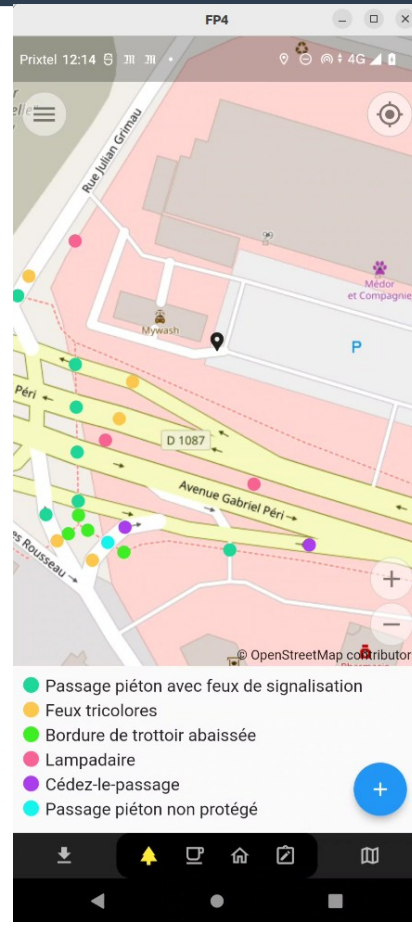 FP4
Prixtel 12:14
4G
Rue Julian Grimau
Médor
et Compagnie
Mywash
P
Péri
D 1087
Avenue Gabriel Péri
es Rousseau
+
−
© OpenStreetMap contributor
Passage piéton avec feux de signalisation
Feux tricolores
Bordure de trottoir abaissée
Lampadaire
Cédez-le-passage
Passage piéton non protégé
+